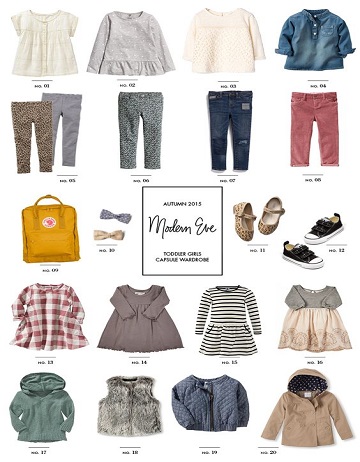 NO. 01
NO. 02
NO. 03
NO. 04
NO. 05
NO. 06
NO. 07
NO. 08
AUTUMN 2015
Modern Eve
TODDLER GIRLS
CAPSULE WARDROBE
NO. 09
NO. 10
NO. 11
NO. 12
NO. 13
NO. 14
NO. 15
NO. 16
NO. 17
NO. 18
NO. 19
NO. 20